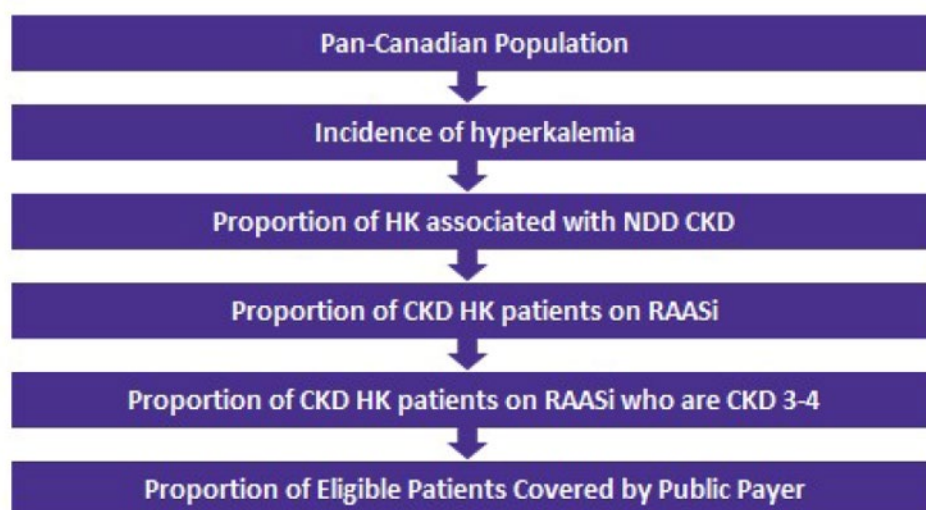 Pan-Canadian Population
Incidence of hyperkalemia
Proportion of HK associated with NDD CKD
Proportion of CKD HK patients on RAASi
Proportion of CKD HK patients on RAASi who are CKD 3-4
Proportion of Eligible Patients Covered by Public Payer